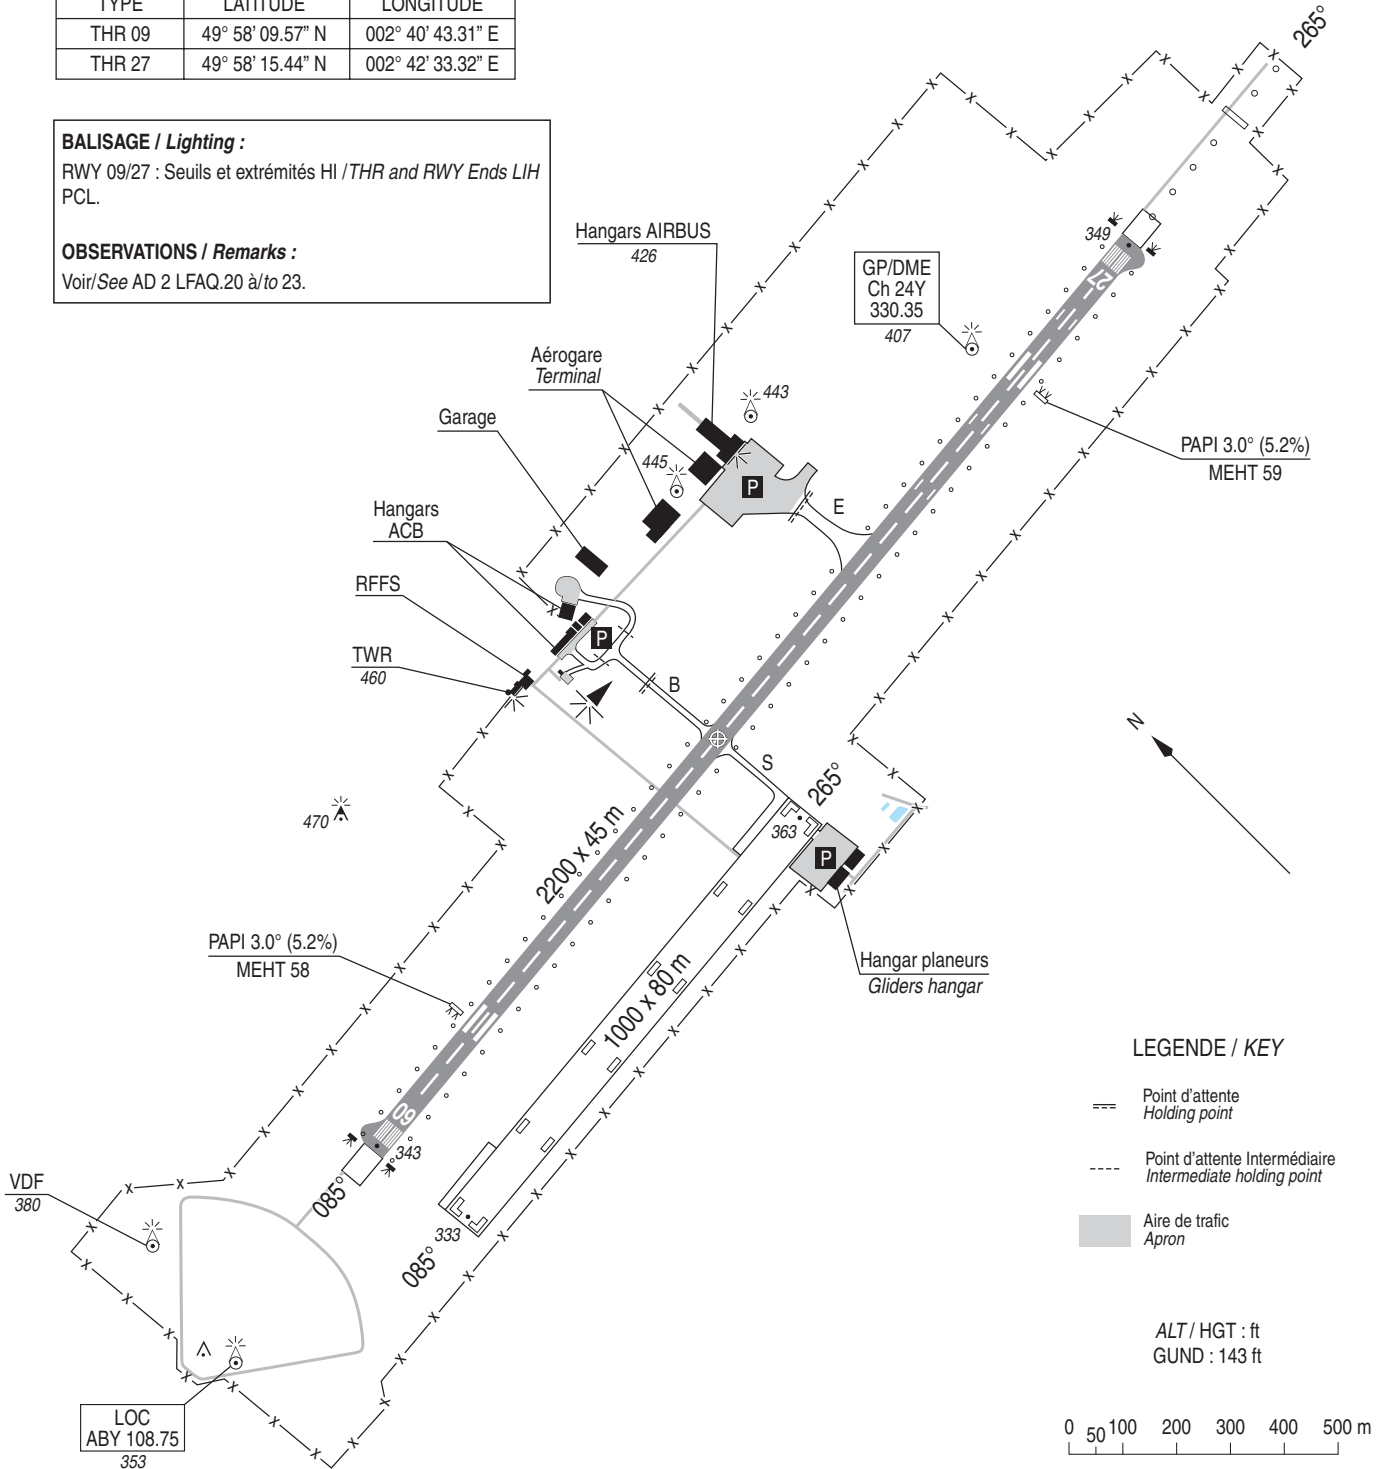 TYPE LATITUDE LONGITUDE
THR 09 49° 58' 09.57" N 002° 40' 43.31" E
THR 27 49° 58' 15.44" N 002° 42' 33.32" E
BALISAGE / Lighting :
RWY 09/27 : Seuils et extrémités HI / THR and RWY Ends LIH
PCL.
OBSERVATIONS / Remarks :
Voir/See AD 2 LFAQ.20 à/to 23.
265°
349
27
Hangars AIRBUS
426
GP/DME
Ch 24Y
330.35
407
Aérogare
Terminal
443
Garage
445
P
E
PAPI 3.0° (5.2%)
MEHT 59
Hangars
ACB
RFFS
P
TWR
460
B
S
N
265°
363
P
470
2200 x 45 m
PAPI 3.0° (5.2%)
MEHT 58
1000 x 80 m
Hangar planeurs
Gliders hangar
09
343
085°
333
085°
VDF
380
LOC
ABY 108.75
353
LEGENDE / KEY
Point d'attente
Holding point
Point d'attente Intermédiaire
Intermediate holding point
Aire de trafic
Apron
ALT / HGT : ft
GUND : 143 ft
0 50 100 200 300 400 500 m